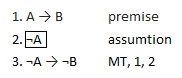 1. A → B premise
2. ¬A assumtion
3. ¬A → ¬B MT, 1, 2